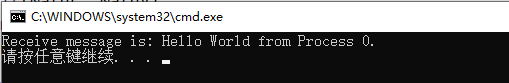 C:\WINDOWS\system32\cmd.exe
Receive message is: Hello World from Process 0.
请按任意键继续. . .